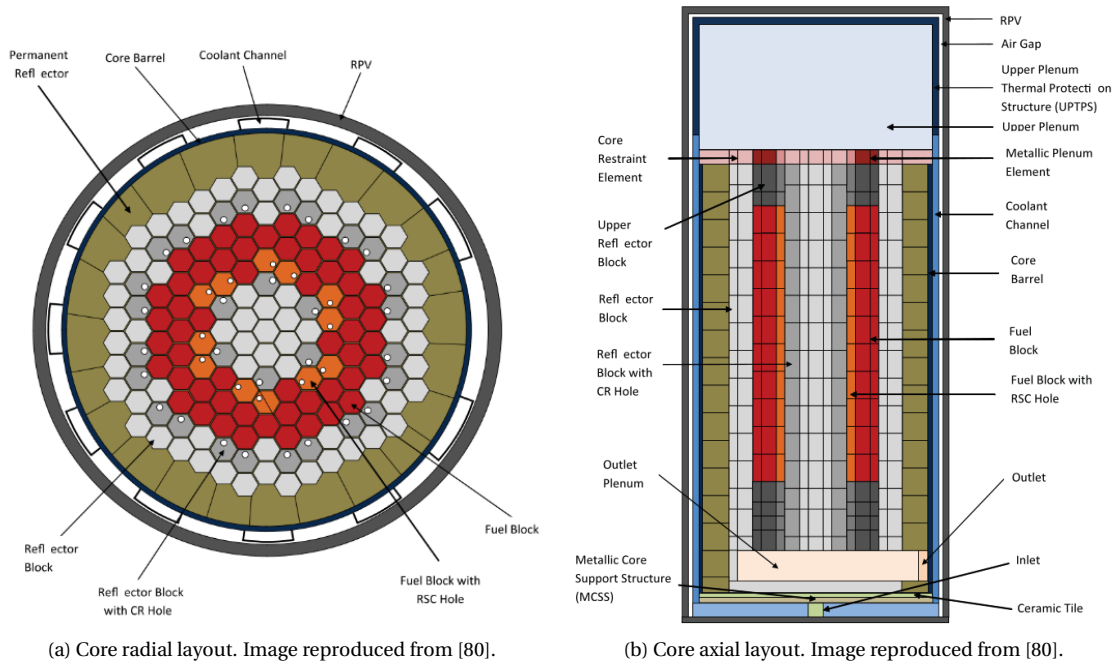 Permanent
Refl ector
Core Barrel
Coolant Channel
RPV
Refl ector
Block
Refl ector Block
with CR Hole
Fuel Block with
RSC Hole
Fuel Block
(a) Core radial layout. Image reproduced from [80].
RPV
Air Gap
Upper Plenum
Thermal Protecti on
Structure (UPTPS)
Upper Plenum
Core
Restraint
Element
Metallic Plenum
Element
Upper
Refl ector
Block
Coolant
Channel
Core
Barrel
Refl ector
Block
Refl ector
Block with
CR Hole
Fuel
Block
Fuel Block with
RSC Hole
Outlet
Plenum
Outlet
Metallic Core
Support Structure
(MCSS)
Inlet
Ceramic Tile
(b) Core axial layout. Image reproduced from [80].